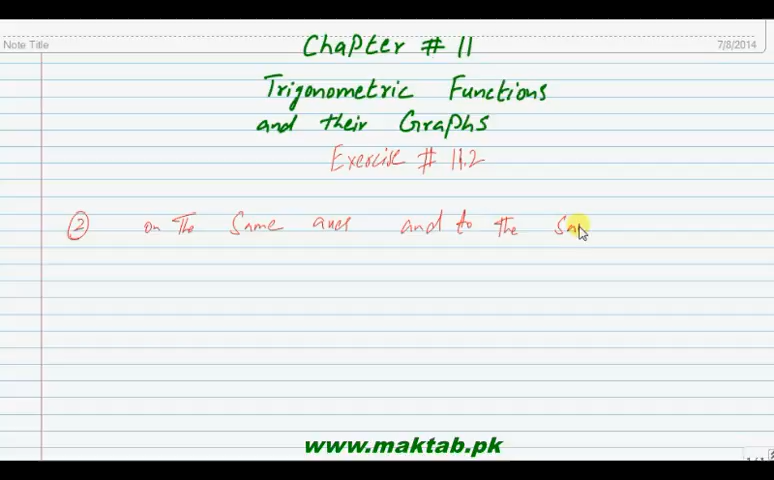 Note Title
7/8/2014
Chapter # 11
Trigonometric Functions
and their Graphs
Exercise # 11.2
② on The Same axes and to the Sa
www.maktab.pk